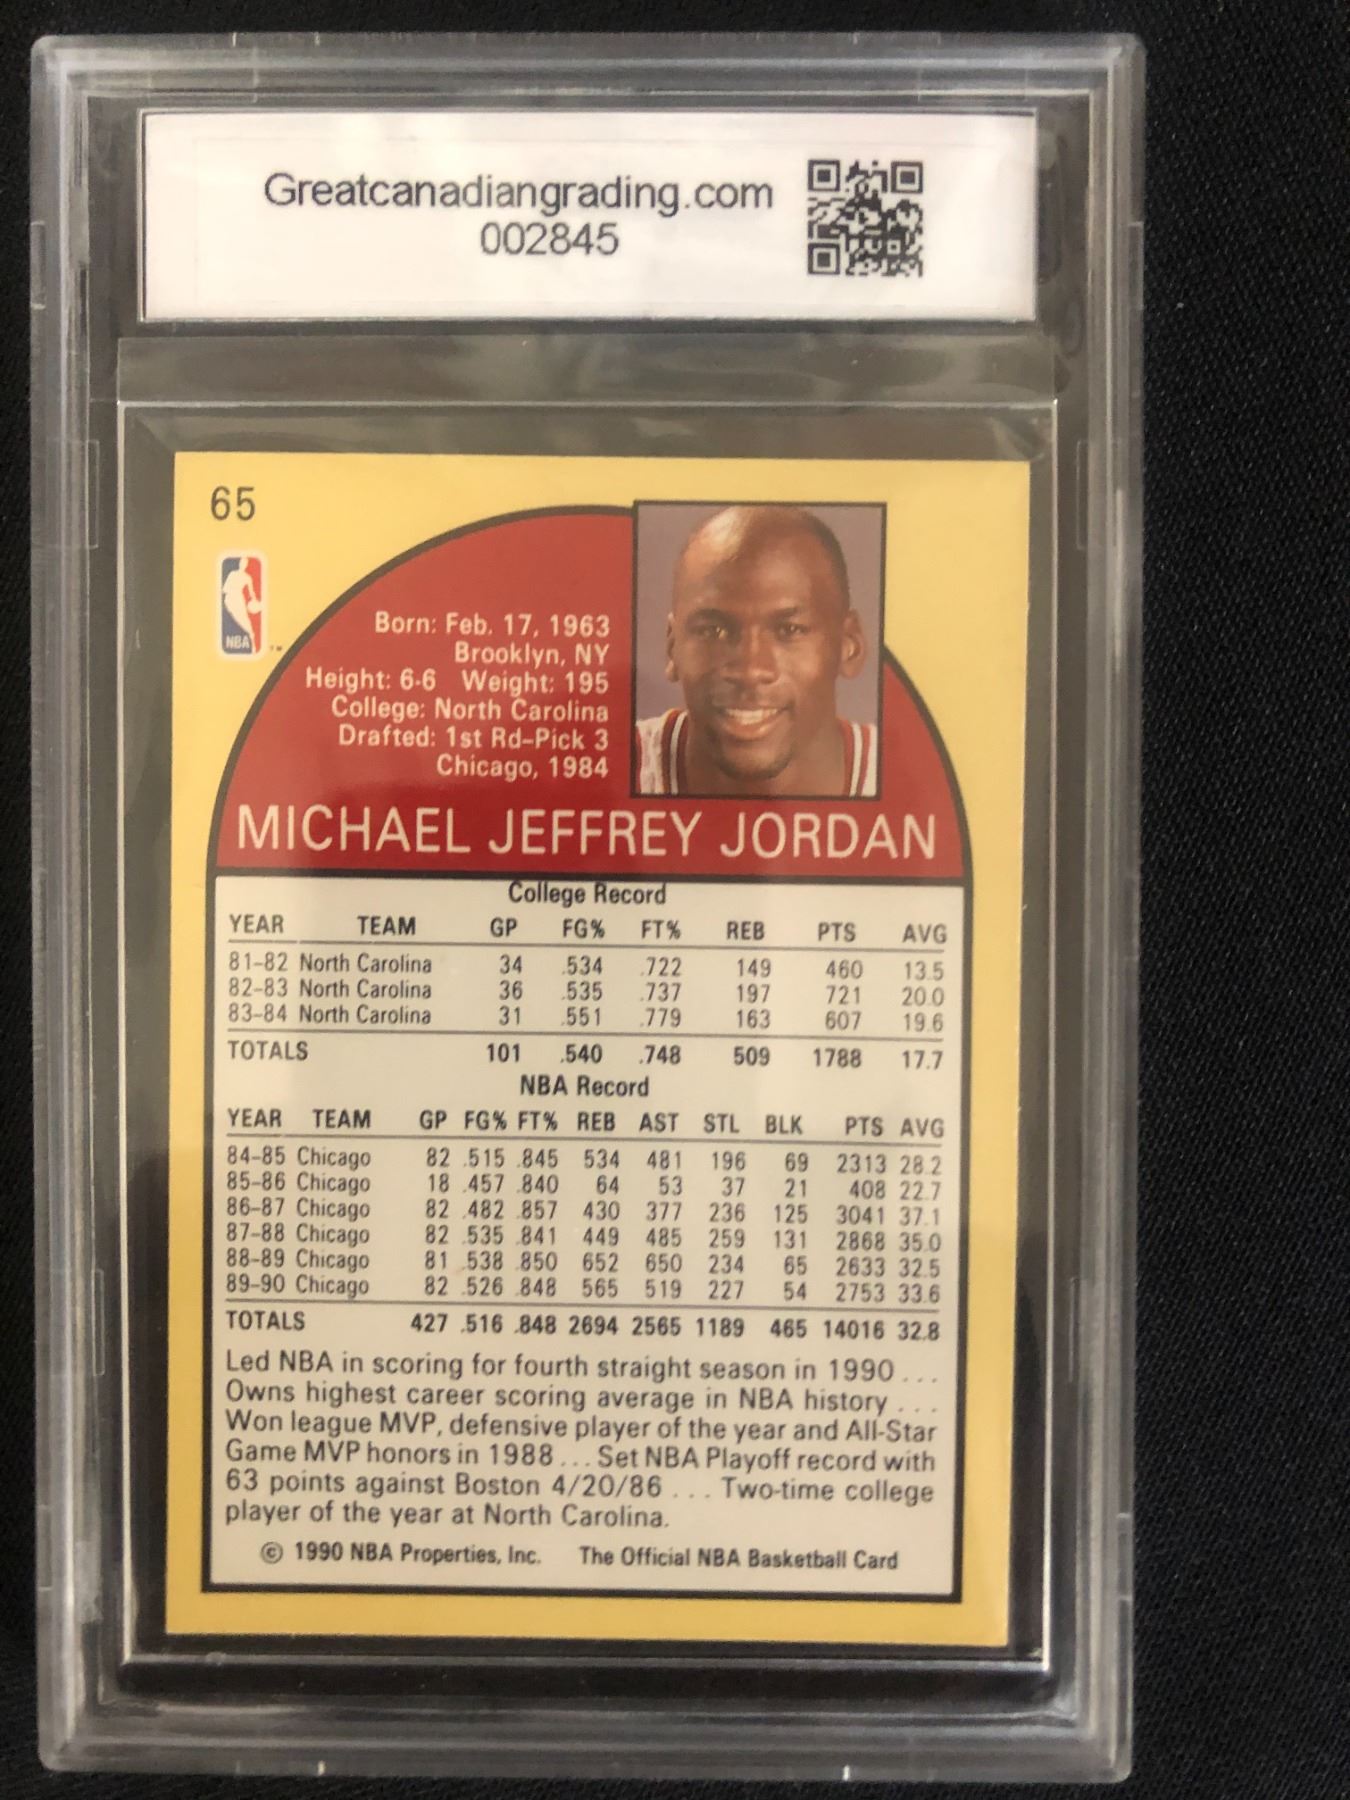 Greatcanadiangrading.com
002845
65
NBA
Born: Feb. 17, 1963
Brooklyn, NY
Height: 6-6 Weight: 195
College: North Carolina
Drafted: 1st Rd-Pick 3
Chicago, 1984
MICHAEL JEFFREY JORDAN
College Record
YEAR TEAM GP FG% FT% REB PTS AVG
81-82 North Carolina 34 .534 .722 149 460 13.5
82-83 North Carolina 36 .535 .737 197 721 20.0
83-84 North Carolina 31 .551 .779 163 607 19.6
TOTALS 101 .540 .748 509 1788 17.7
NBA Record
YEAR TEAM GP FG% FT% REB AST STL BLK PTS AVG
84-85 Chicago 82 .515 .845 534 481 196 69 2313 28.2
85-86 Chicago 18 .457 .840 64 53 37 21 408 22.7
86-87 Chicago 82 .482 .857 430 377 236 125 3041 37.1
87-88 Chicago 82 .535 .841 449 485 259 131 2868 35.0
88-89 Chicago 81 .538 .850 652 650 234 65 2633 32.5
89-90 Chicago 82 .526 .848 565 519 227 54 2753 33.6
TOTALS 427 .516 .848 2694 2565 1189 465 14016 32.8
Led NBA in scoring for fourth straight season in 1990 ...
Owns highest career scoring average in NBA history ...
Won league MVP, defensive player of the year and All-Star
Game MVP honors in 1988 ... Set NBA Playoff record with
63 points against Boston 4/20/86 ... Two-time college
player of the year at North Carolina.
© 1990 NBA Properties, Inc. The Official NBA Basketball Card